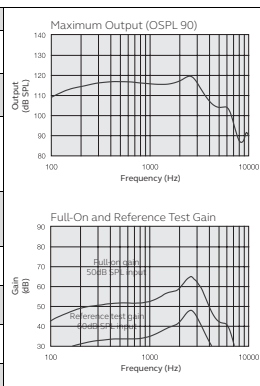 Maximum Output (OSPL 90)
140
130
120
110
100
90
80
Output
(dB SPL)
100
1000
10000
Frequency (Hz)
Full-On and Reference Test Gain
90
80
70
60
50
40
30
Gain
(dB)
Full-on gain
50dB SPL input
Reference test gain
60dB SPL input
100
1000
10000
Frequency (Hz)